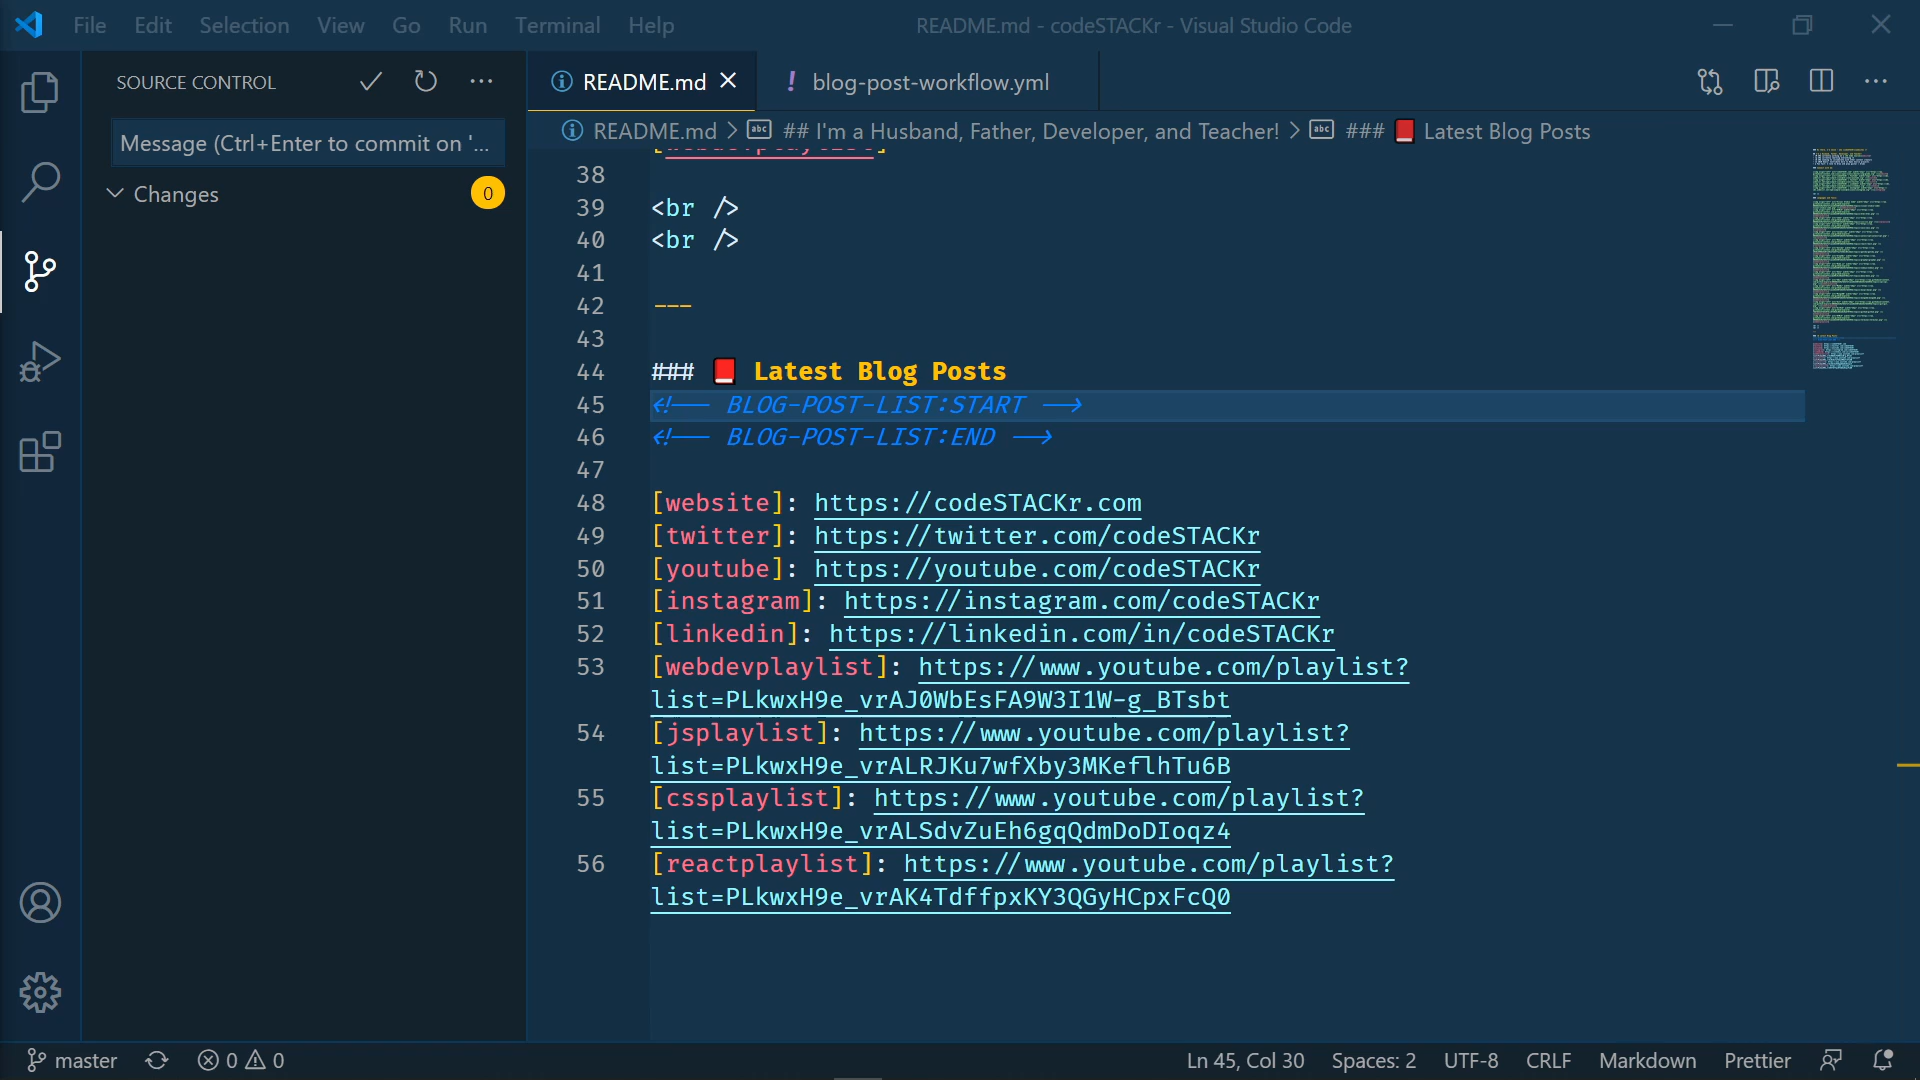 File Edit Selection View Go Run Terminal Help README.md - codeSTACKr - Visual Studio Code
SOURCE CONTROL
README.md
! blog-post-workflow.yml
Message (Ctrl+Enter to commit on '...
README.md > ## I'm a Husband, Father, Developer, and Teacher! > ### 📕 Latest Blog Posts
Changes 0
[webdevplaylist]
38
39 <br />
40 <br />
41
42 ---
43
44 ### 📕 Latest Blog Posts
45 <!-- BLOG-POST-LIST:START -->
46 <!-- BLOG-POST-LIST:END -->
47
48 [website]: https://codeSTACKr.com
49 [twitter]: https://twitter.com/codeSTACKr
50 [youtube]: https://youtube.com/codeSTACKr
51 [instagram]: https://instagram.com/codeSTACKr
52 [linkedin]: https://linkedin.com/in/codeSTACKr
53 [webdevplaylist]: https://www.youtube.com/playlist?
list=PLkwxH9e_vrAJ0WbEsFA9W3I1W-g_BTsbt
54 [jsplaylist]: https://www.youtube.com/playlist?
list=PLkwxH9e_vrALRJKu7wfXby3MKeflhTu6B
55 [cssplaylist]: https://www.youtube.com/playlist?
list=PLkwxH9e_vrALSdvZuEh6gqQdmDoDIoqz4
56 [reactplaylist]: https://www.youtube.com/playlist?
list=PLkwxH9e_vrAK4TdffpxKY3QGyHCpxFcQ0
master 0 0 Ln 45, Col 30 Spaces: 2 UTF-8 CRLF Markdown Prettier